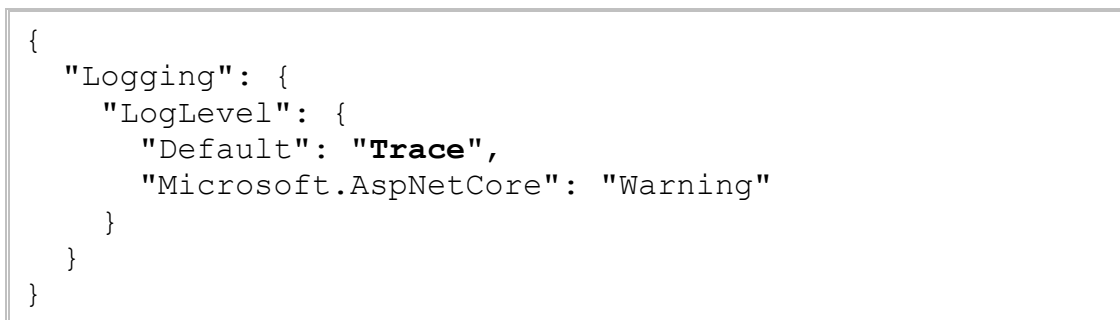 {
  "Logging": {
    "LogLevel": {
      "Default": "Trace",
      "Microsoft.AspNetCore": "Warning"
    }
  }
}